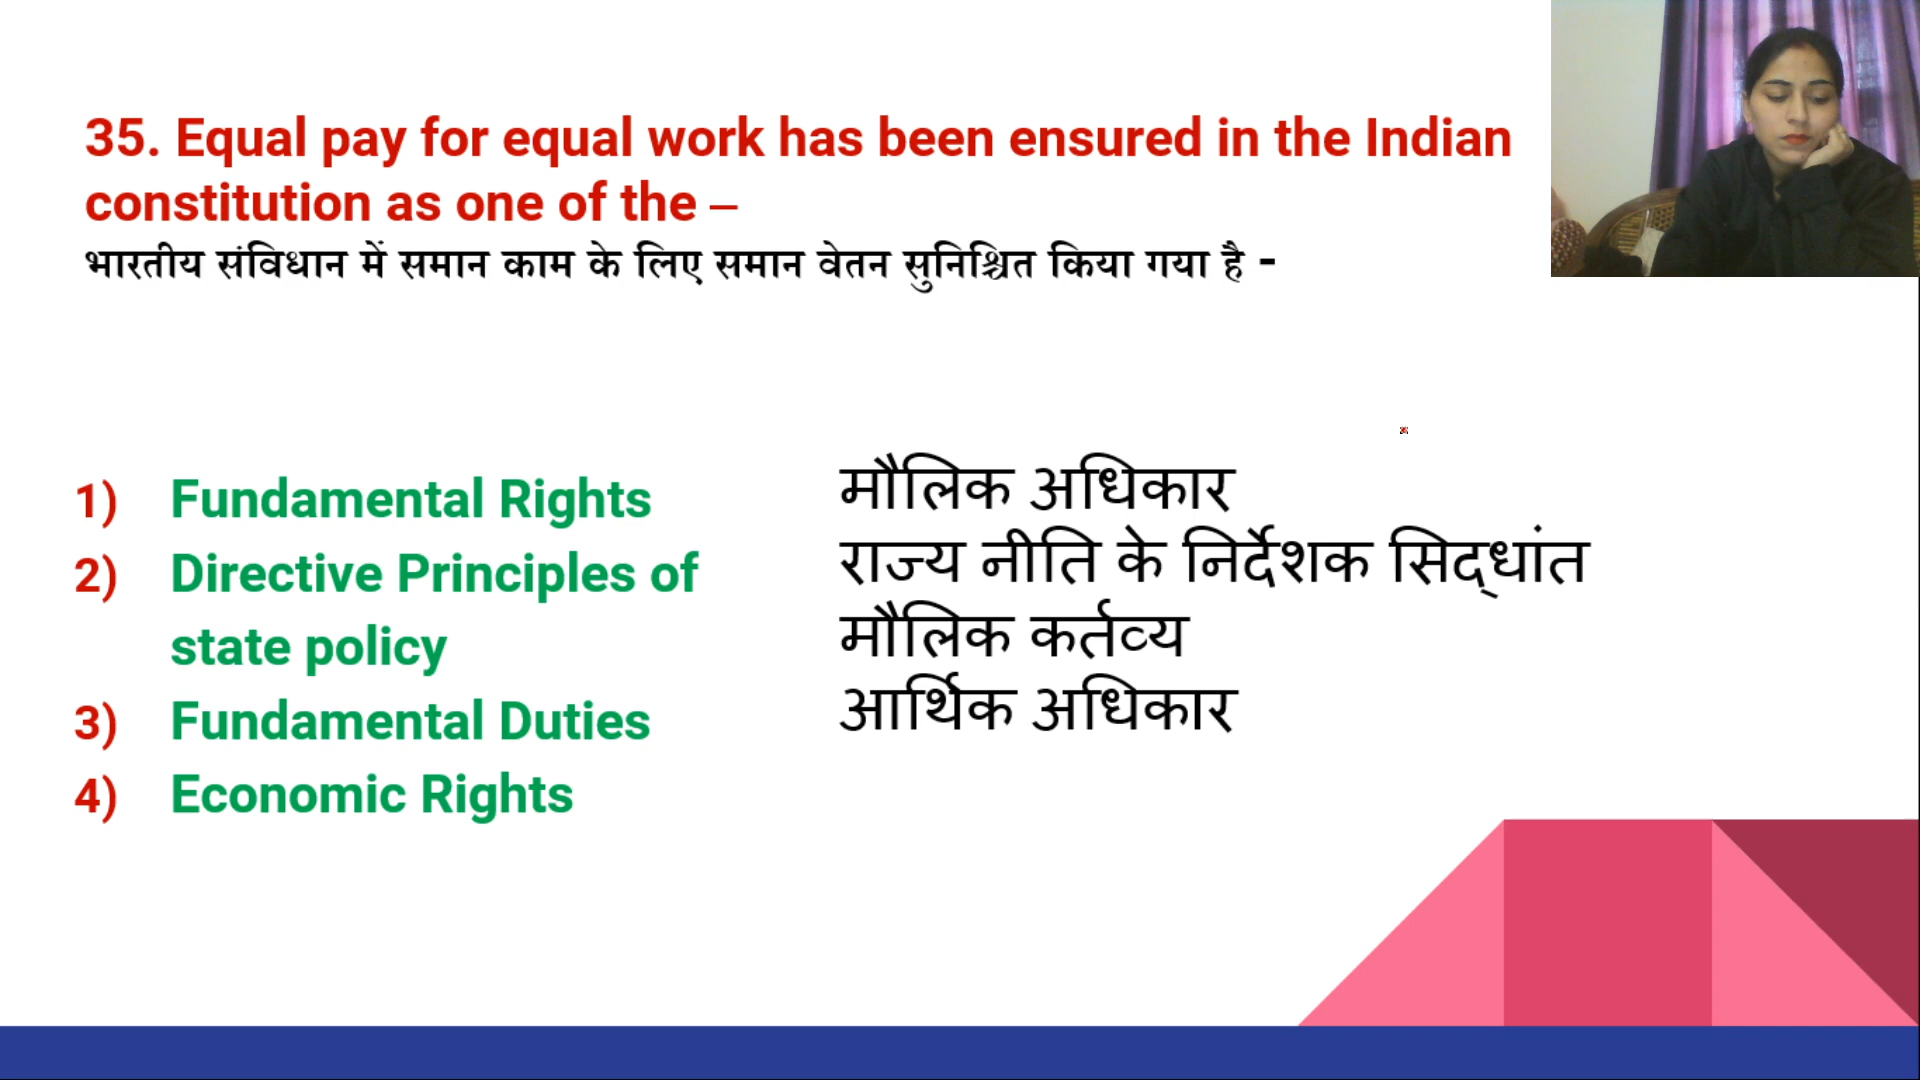 35. Equal pay for equal work has been ensured in the Indian
constitution as one of the –
भारतीय संविधान में समान काम के लिए समान वेतन सुनिश्चित किया गया है -
1) Fundamental Rights
2) Directive Principles of
state policy
3) Fundamental Duties
4) Economic Rights
मौलिक अधिकार
राज्य नीति के निर्देशक सिद्धांत
मौलिक कर्तव्य
आर्थिक अधिकार